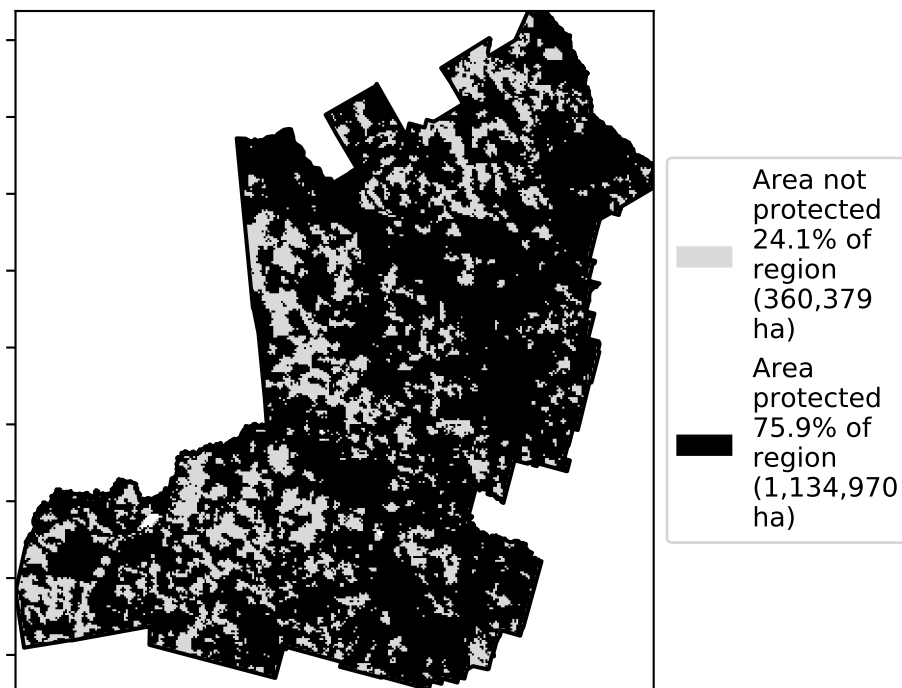 Area not
protected
24.1% of
region
(360,379
ha)
Area
protected
75.9% of
region
(1,134,970
ha)